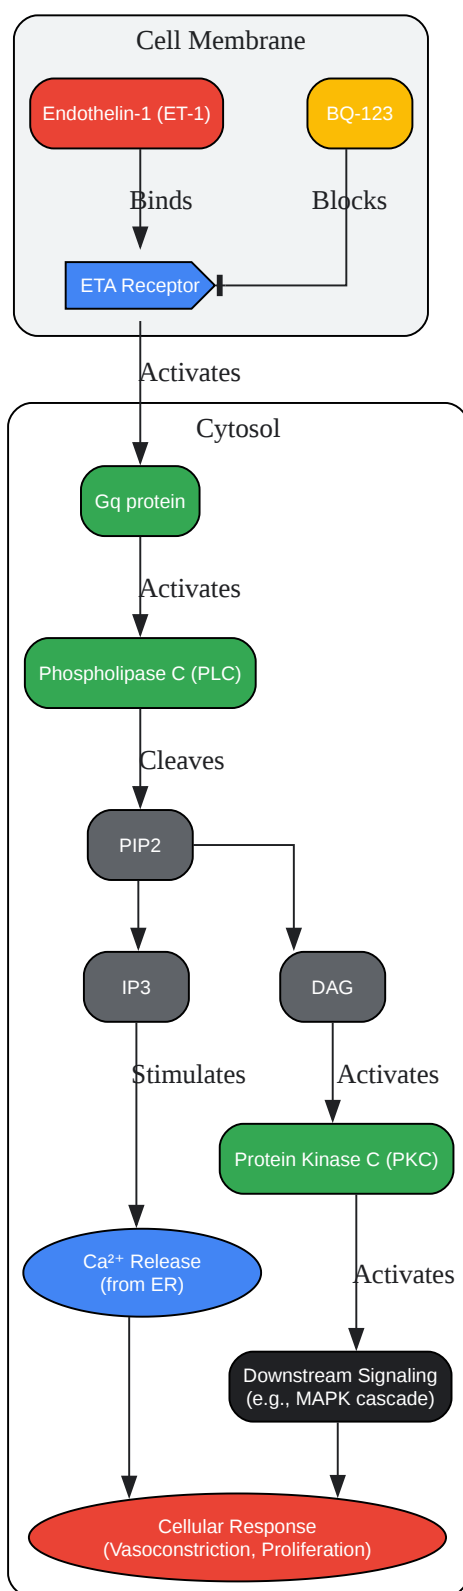 Cell Membrane
Endothelin-1 (ET-1)
BQ-123
Binds
Blocks
ETA Receptor
Activates
Cytosol
Gq protein
Activates
Phospholipase C (PLC)
Cleaves
PIP2
IP3
DAG
Stimulates
Activates
Protein Kinase C (PKC)
Ca²⁺ Release
(from ER)
Activates
Downstream Signaling
(e.g., MAPK cascade)
Cellular Response
(Vasoconstriction, Proliferation)